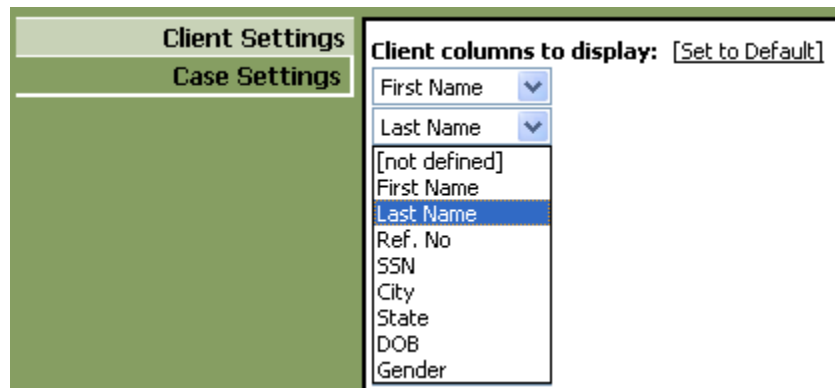 Client Settings
Case Settings
Client columns to display: [Set to Default]
First Name
Last Name
[not defined]
First Name
Last Name
Ref. No
SSN
City
State
DOB
Gender